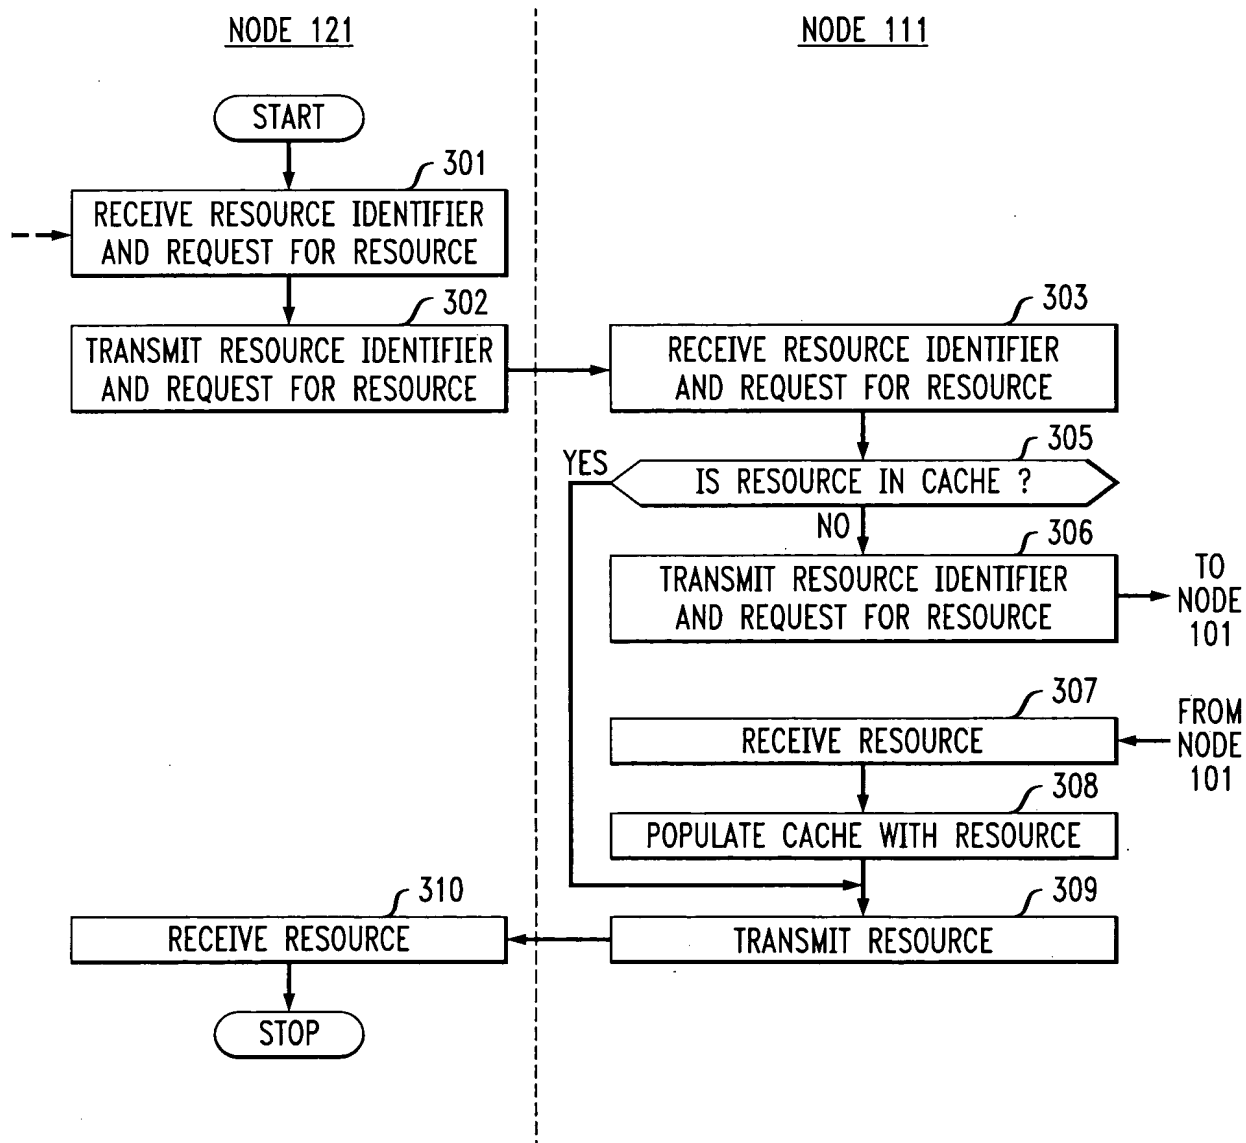 NODE 121
NODE 111
START
301
RECEIVE RESOURCE IDENTIFIER
AND REQUEST FOR RESOURCE
302
TRANSMIT RESOURCE IDENTIFIER
AND REQUEST FOR RESOURCE
303
RECEIVE RESOURCE IDENTIFIER
AND REQUEST FOR RESOURCE
305
YES
IS RESOURCE IN CACHE ?
NO
306
TRANSMIT RESOURCE IDENTIFIER
AND REQUEST FOR RESOURCE
TO
NODE
101
307
RECEIVE RESOURCE
FROM
NODE
101
308
POPULATE CACHE WITH RESOURCE
309
TRANSMIT RESOURCE
310
RECEIVE RESOURCE
STOP